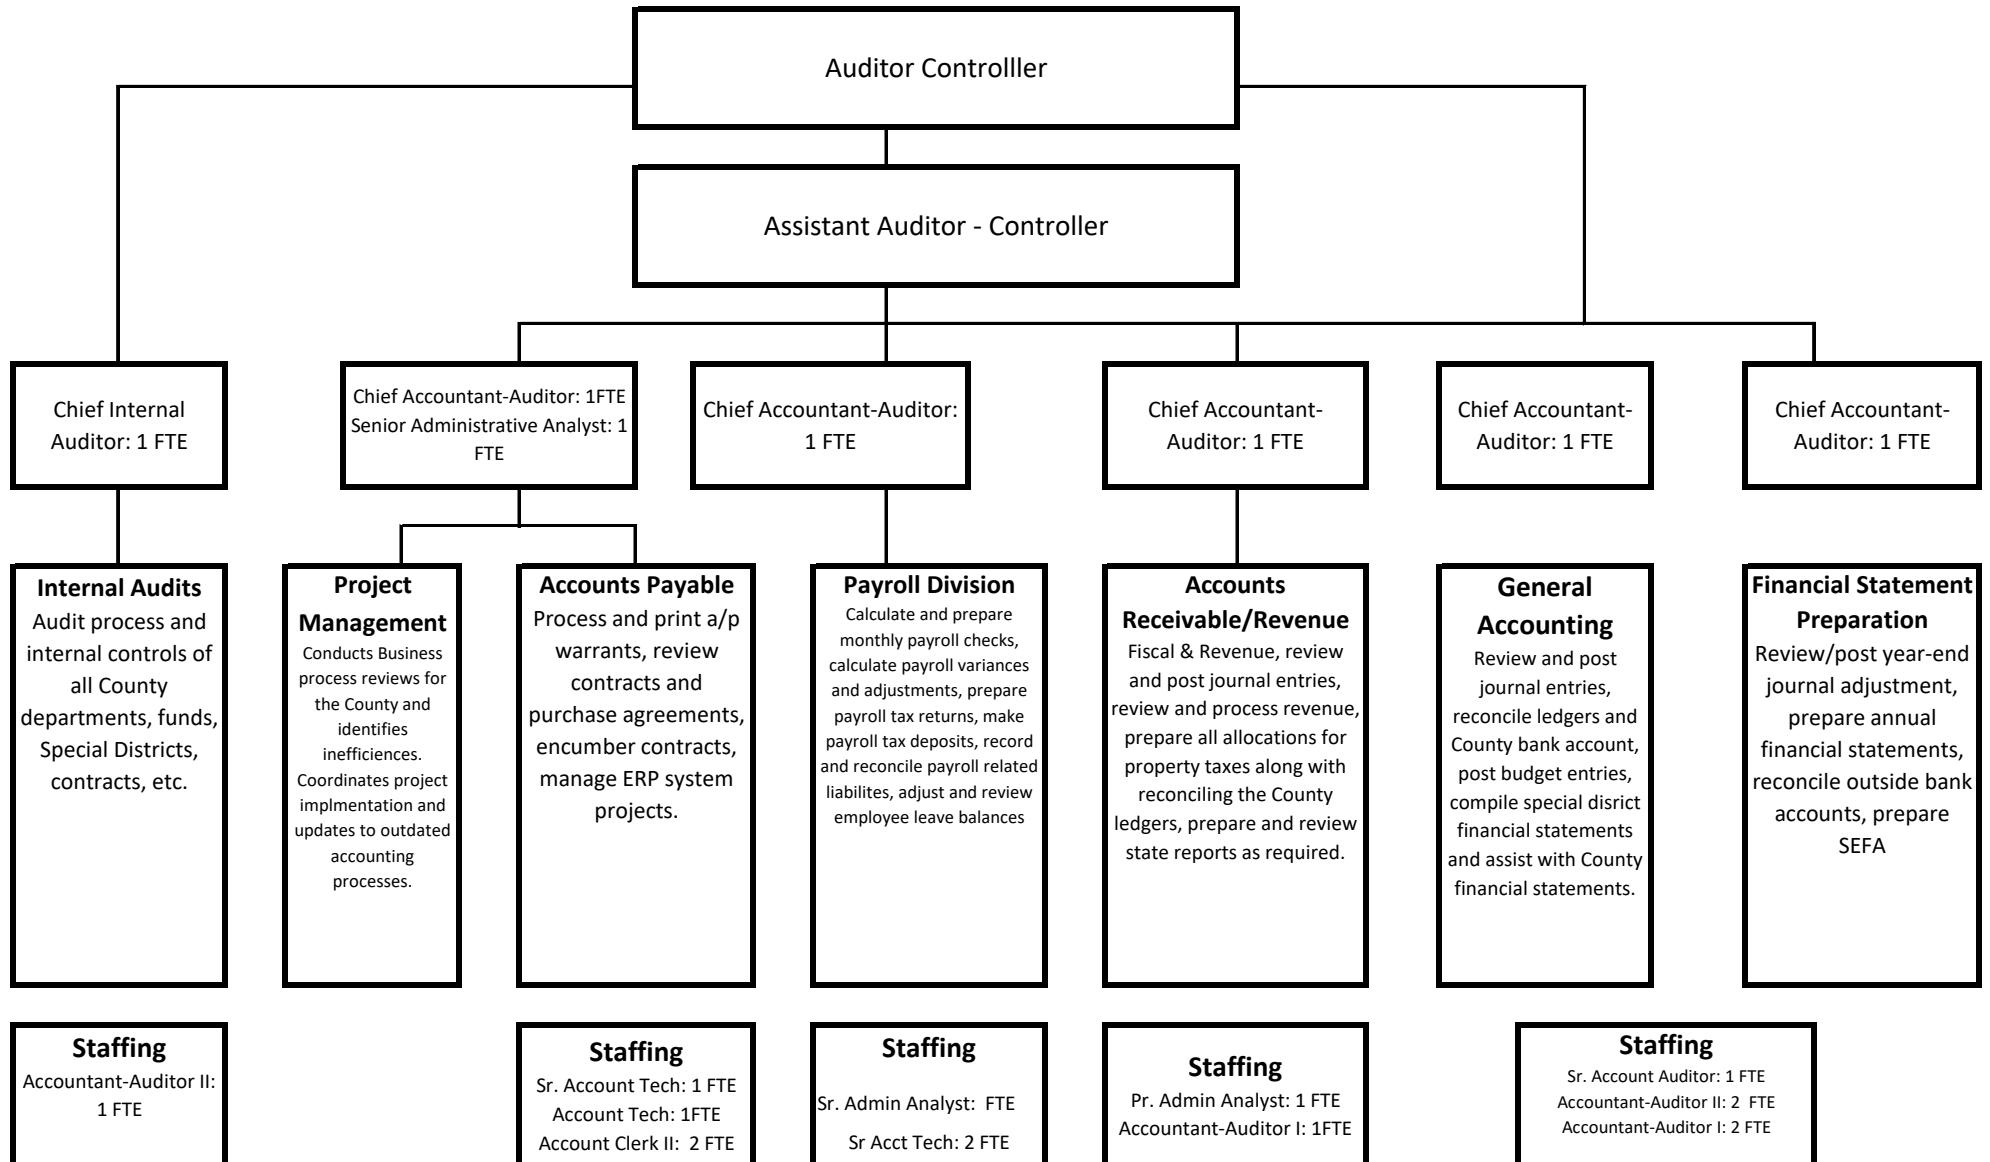 Auditor Controlller
Assistant Auditor - Controller
Chief Internal
Auditor: 1 FTE
Chief Accountant-Auditor: 1FTE
Senior Administrative Analyst: 1
FTE
Chief Accountant-Auditor:
1 FTE
Chief Accountant-
Auditor: 1 FTE
Chief Accountant-
Auditor: 1 FTE
Chief Accountant-
Auditor: 1 FTE
Internal Audits
Audit process and
internal controls of
all County
departments, funds,
Special Districts,
contracts, etc.
Project
Management
Conducts Business
process reviews for
the County and
identifies
inefficiences.
Coordinates project
implmentation and
updates to outdated
accounting
processes.
Accounts Payable
Process and print a/p
warrants, review
contracts and
purchase agreements,
encumber contracts,
manage ERP system
projects.
Payroll Division
Calculate and prepare
monthly payroll checks,
calculate payroll variances
and adjustments, prepare
payroll tax returns, make
payroll tax deposits, record
and reconcile payroll related
liabilites, adjust and review
employee leave balances
Accounts
Receivable/Revenue
Fiscal & Revenue, review
and post journal entries,
review and process revenue,
prepare all allocations for
property taxes along with
reconciling the County
ledgers, prepare and review
state reports as required.
General
Accounting
Review and post
journal entries,
reconcile ledgers and
County bank account,
post budget entries,
compile special disrict
financial statements
and assist with County
financial statements.
Financial Statement
Preparation
Review/post year-end
journal adjustment,
prepare annual
financial statements,
reconcile outside bank
accounts, prepare
SEFA
Staffing
Accountant-Auditor II:
1 FTE
Staffing
Sr. Account Tech: 1 FTE
Account Tech: 1FTE
Account Clerk II: 2 FTE
Staffing
Sr. Admin Analyst: FTE
Sr Acct Tech: 2 FTE
Staffing
Pr. Admin Analyst: 1 FTE
Accountant-Auditor I: 1FTE
Staffing
Sr. Account Auditor: 1 FTE
Accountant-Auditor II: 2 FTE
Accountant-Auditor I: 2 FTE